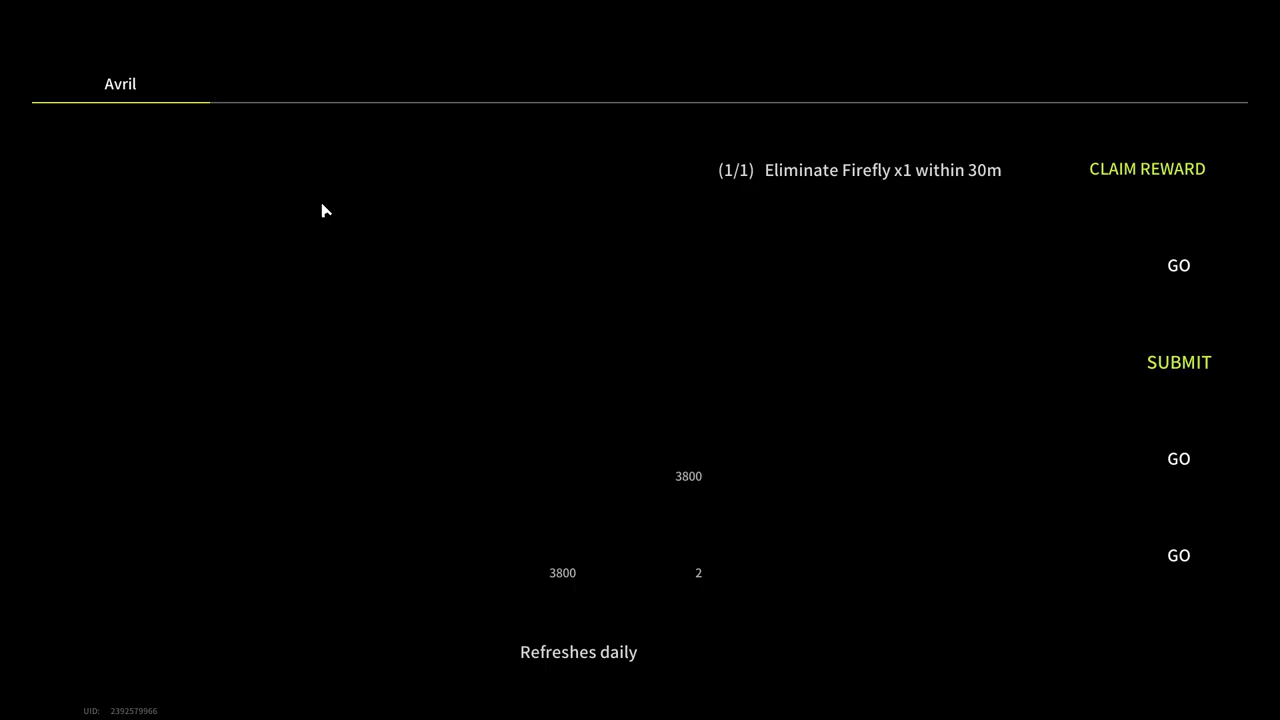 Avril
(1/1) Eliminate Firefly x1 within 30m
CLAIM REWARD
GO
SUBMIT
GO
3800
GO
3800
2
Refreshes daily
UID: 2392579966